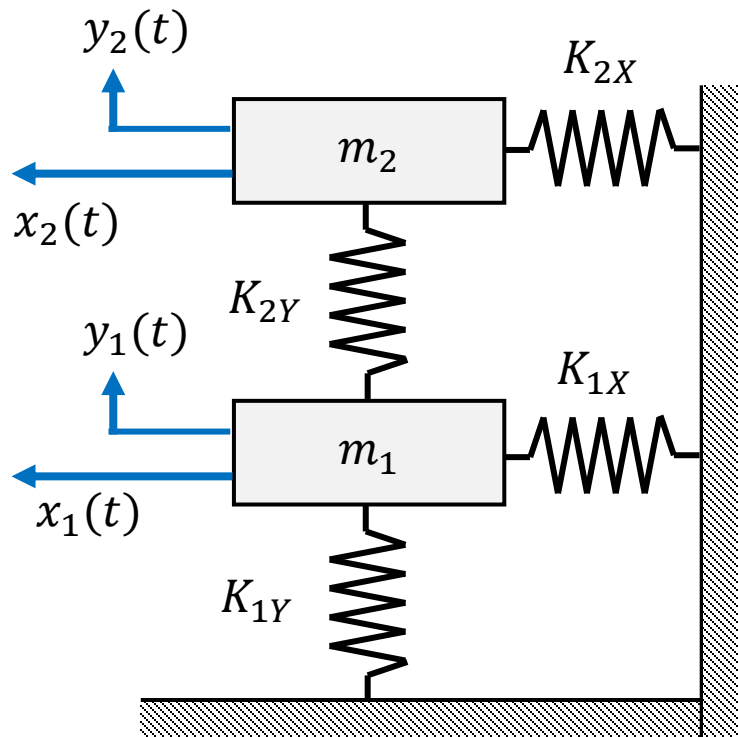 y₂(t)
K₂X
m₂
x₂(t)
K₂Y
y₁(t)
K₁X
m₁
x₁(t)
K₁Y